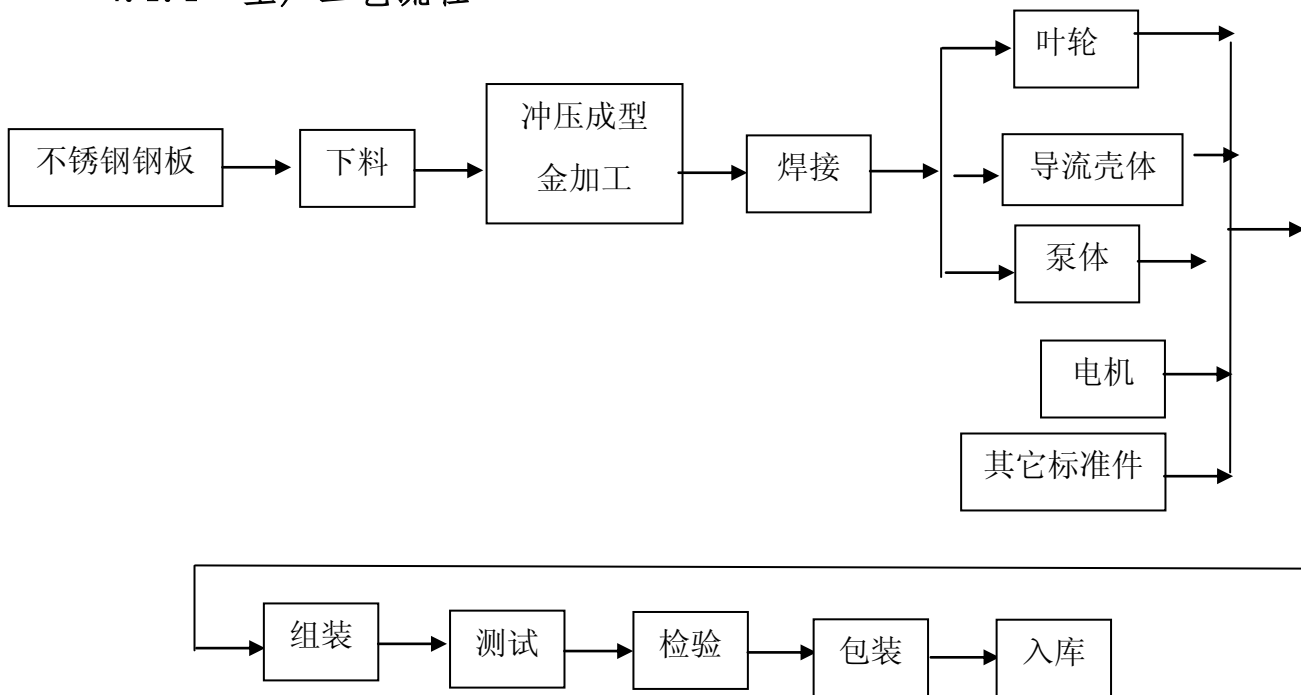 不锈钢钢板
下料
冲压成型
金加工
焊接
叶轮
导流壳体
泵体
电机
其它标准件
组装
测试
检验
包装
入库